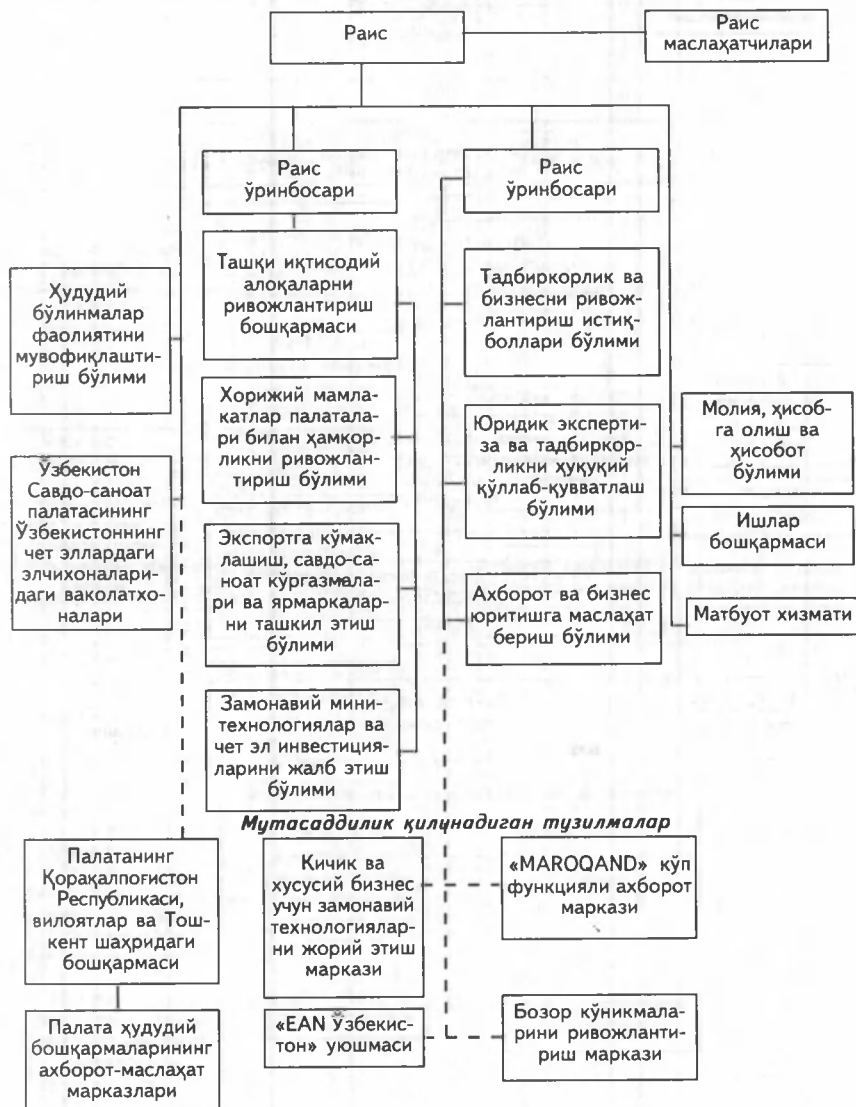 Раис
Раис
маслаҳатчилари
Раис
ўринбосари
Раис
ўринбосари
Ҳудудий
бўлинмалар
фаолиятини
мувофиқлашти-
риш бўлими
Ташқи иқтисодий
алоқаларни
ривожлантириш
бошқармаси
Тадбиркорлик ва
бизнесни ривож-
лантириш истиқ-
боллари бўлими
Хорижий мамла-
катлар палатала-
ри билан ҳамкор-
ликни ривожлан-
тириш бўлими
Юридик эксперти-
за ва тадбиркор-
ликни ҳуқуқий
қўллаб-қувватлаш
бўлими
Молия, ҳисоб-
га олиш ва
ҳисобот
бўлими
Ўзбекистон
Савдо-саноат
палатасининг
Ўзбекистоннинг
чет эллардаги
элчихоналари-
даги ваколатхо-
налари
Экспортга кўмак-
лашиш, савдо-са-
ноат кўргазмала-
ри ва ярмаркалар-
ни ташкил этиш
бўлими
Ишлар
бошқармаси
Ахборот ва бизнес
юритишга маслаҳат
бериш бўлими
Матбуот хизмати
Замонавий мини-
технологиялар ва
чет эл инвестиция-
ларини жалб этиш
бўлими
Мутасаддилик қилинадиган тузилмалар
Палатанинг
Қорақалпоғистон
Республикаси,
вилоятлар ва Тош-
кент шаҳридаги
бошқармаси
Кичик ва
хусусий бизнес
учун замонавий
технологиялар-
ни жорий этиш
маркази
«MAROQAND» кўп
функцияли ахборот
маркази
Палата ҳудудий
бошқармаларининг
ахборот-маслаҳат
марказлари
«EAN Ўзбекис-
тон» уюшмаси
Бозор кўникмала-
рини ривожланти-
риш маркази